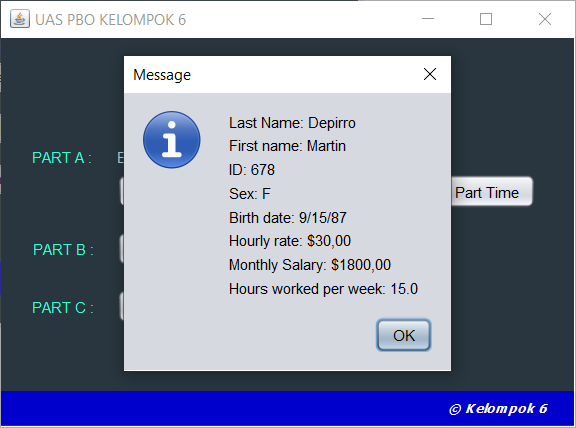 UAS PBO KELOMPOK 6
Message
Last Name: Depirro
First name: Martin
ID: 678
Sex: F
Birth date: 9/15/87
Hourly rate: $30,00
Monthly Salary: $1800,00
Hours worked per week: 15.0
OK
PART A :
Part Time
PART B :
PART C :
© Kelompok 6